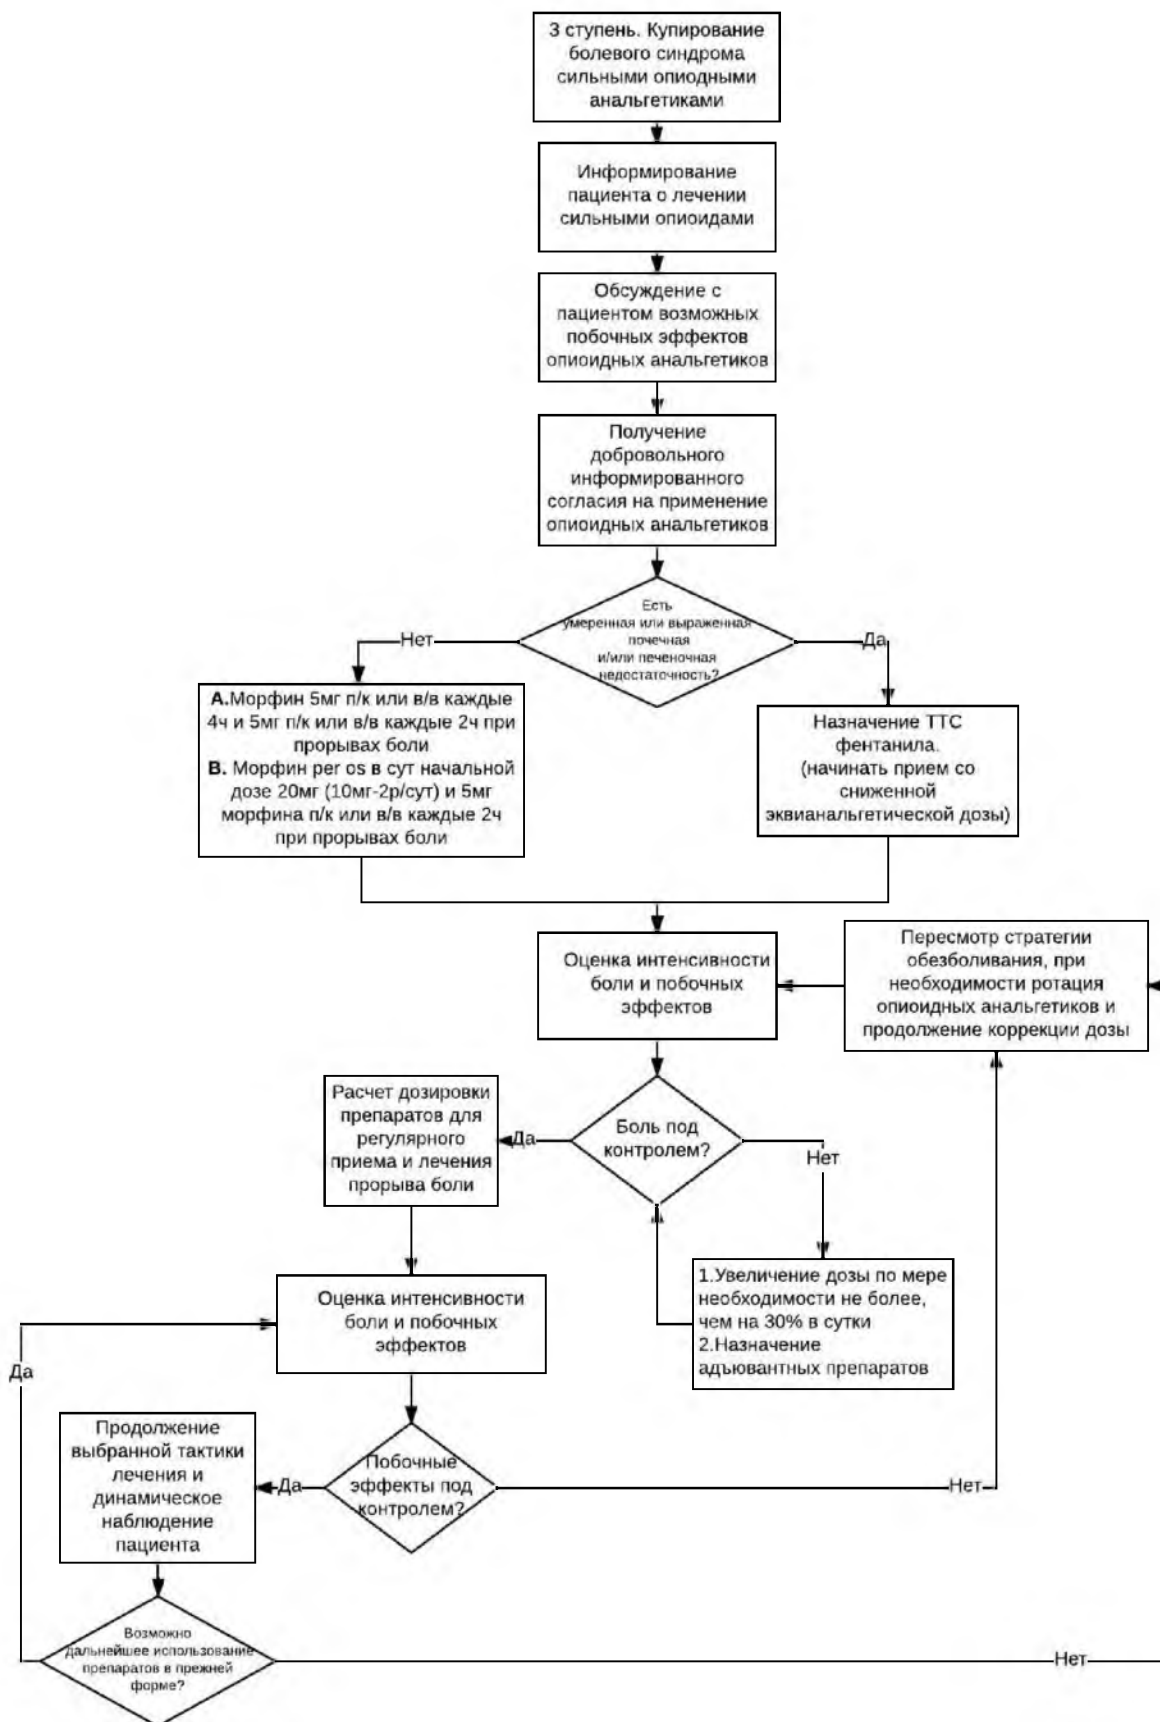 3 ступень. Купирование
болевого синдрома
сильными опиодными
анальгетиками
Информирование
пациента о лечении
сильными опиоидами
Обсуждение с
пациентом возможных
побочных эффектов
опиоидных анальгетиков
Получение
добровольного
информированного
согласия на применение
опиоидных анальгетиков
Есть
умеренная или выраженная
почечная
и/или печеночная
недостаточность?
Нет
Да
А.Морфин 5мг п/к или в/в каждые
4ч и 5мг п/к или в/в каждые 2ч при
прорывах боли
В. Морфин per os в сут начальной
дозе 20мг (10мг-2р/сут) и 5мг
морфина п/к или в/в каждые 2ч
при прорывах боли
Назначение ТТС
фентанила.
(начинать прием со
сниженной
эквианальгетической дозы)
Оценка интенсивности
боли и побочных
эффектов
Пересмотр стратегии
обезболивания, при
необходимости ротация
опиоидных анальгетиков и
продолжение коррекции дозы
Боль под
контролем?
Да
Нет
Расчет дозировки
препаратов для
регулярного
приема и лечения
прорыва боли
1.Увеличение дозы по мере
необходимости не более,
чем на 30% в сутки
2.Назначение
адъювантных препаратов
Оценка интенсивности
боли и побочных
эффектов
Да
Побочные
эффекты под
контролем?
Да
Нет
Продолжение
выбранной тактики
лечения и
динамическое
наблюдение
пациента
Возможно
дальнейшее использование
препаратов в прежней
форме?
Нет